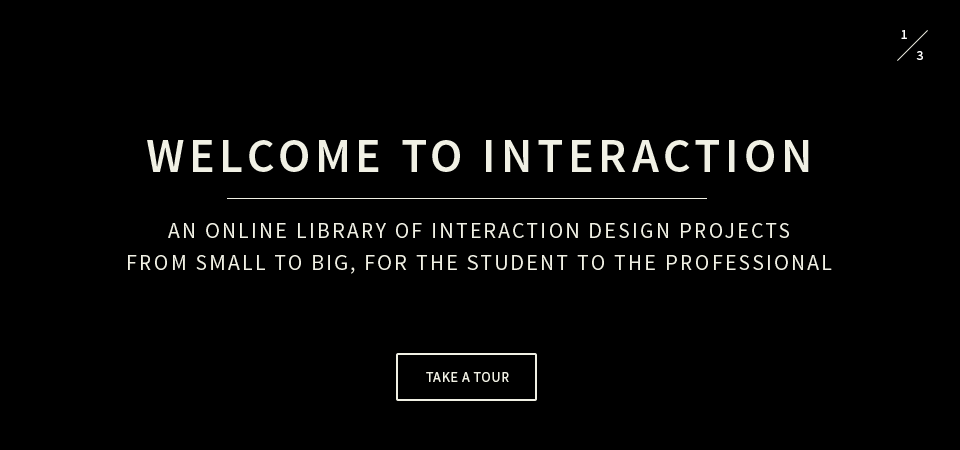 1/3
WELCOME TO INTERACTION
AN ONLINE LIBRARY OF INTERACTION DESIGN PROJECTS
FROM SMALL TO BIG, FOR THE STUDENT TO THE PROFESSIONAL
TAKE A TOUR